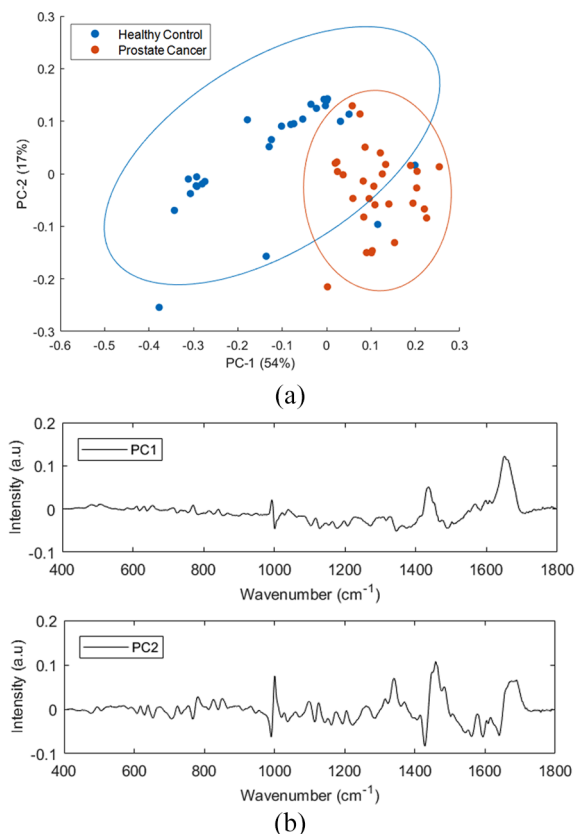 0.3
Healthy Control
Prostate Cancer
0.2
0.1
0
-0.1
-0.2
-0.3
PC-2 (17%)
-0.6 -0.5 -0.4 -0.3 -0.2 -0.1 0 0.1 0.2 0.3
PC-1 (54%)
(a)
0.2
PC1
0.1
0
-0.1
Intensity (a.u)
400 600 800 1000 1200 1400 1600 1800
Wavenumber (cm-1)
0.2
PC2
0.1
0
-0.1
Intensity (a.u)
400 600 800 1000 1200 1400 1600 1800
Wavenumber (cm-1)
(b)